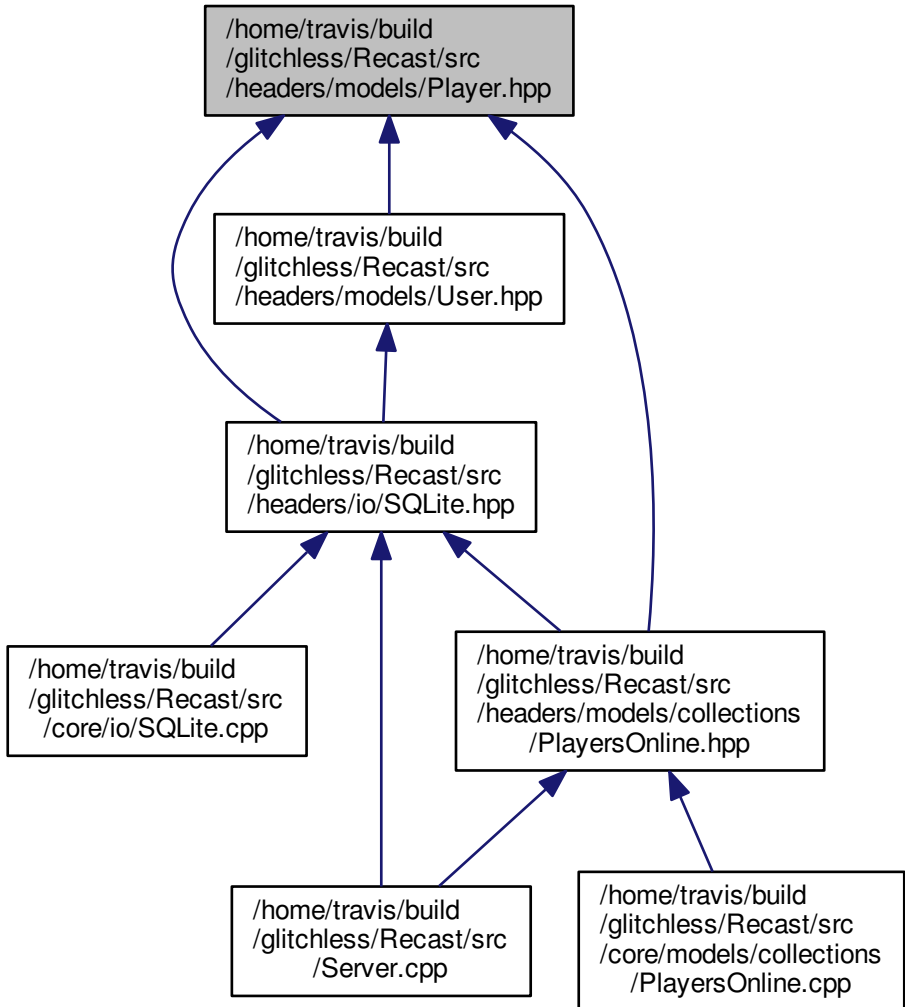 /home/travis/build
/glitchless/Recast/src
/headers/models/Player.hpp
/home/travis/build
/glitchless/Recast/src
/headers/models/User.hpp
/home/travis/build
/glitchless/Recast/src
/headers/io/SQLite.hpp
/home/travis/build
/glitchless/Recast/src
/core/io/SQLite.cpp
/home/travis/build
/glitchless/Recast/src
/headers/models/collections
/PlayersOnline.hpp
/home/travis/build
/glitchless/Recast/src
/Server.cpp
/home/travis/build
/glitchless/Recast/src
/core/models/collections
/PlayersOnline.cpp